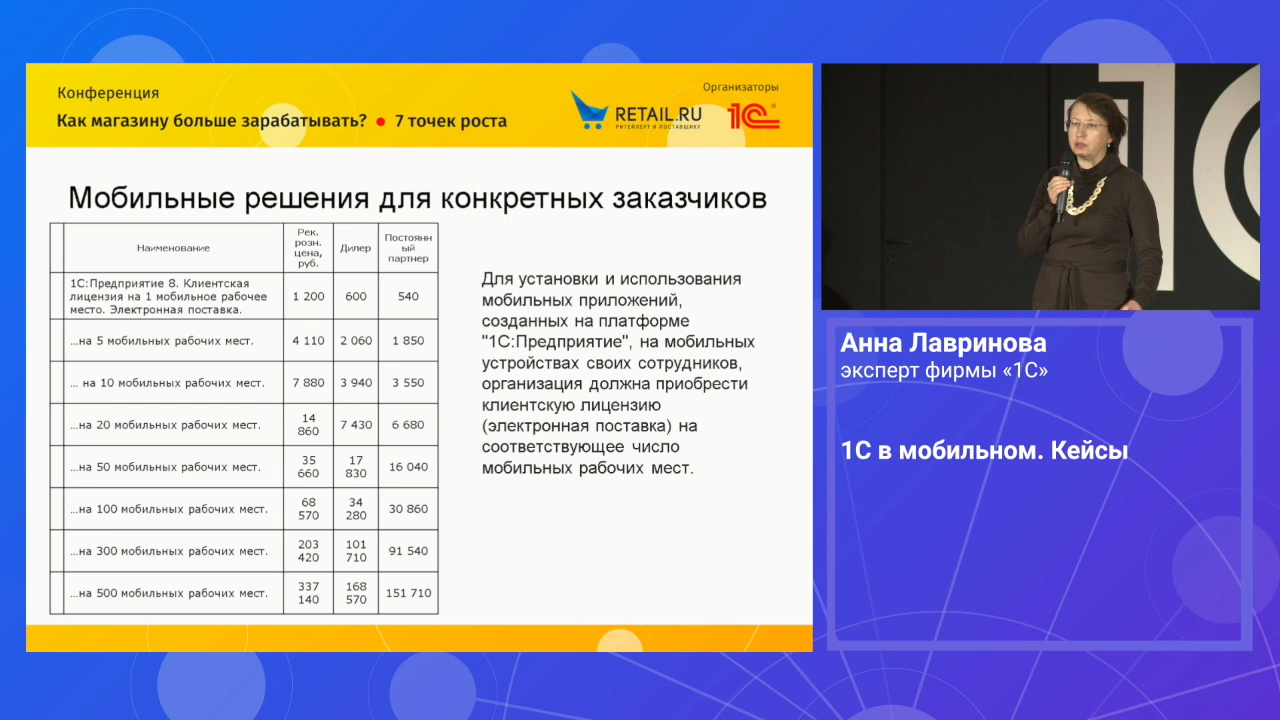 Конференция
Как магазину больше зарабатывать? • 7 точек роста
Организаторы
RETAIL.RU
РИТЕЙЛЕРУ И ПОСТАВЩИКУ
1С
Мобильные решения для конкретных заказчиков
Наименование
Рек.
розн.
цена,
руб.
Дилер
Постоянн
ый
партнер
1С:Предприятие 8. Клиентская
лицензия на 1 мобильное рабочее
место. Электронная поставка.
1 200
600
540
...на 5 мобильных рабочих мест.
4 110
2 060
1 850
... на 10 мобильных рабочих мест.
7 880
3 940
3 550
...на 20 мобильных рабочих мест.
14
860
7 430
6 680
...на 50 мобильных рабочих мест.
35
660
17
830
16 040
...на 100 мобильных рабочих мест.
68
570
34
280
30 860
...на 300 мобильных рабочих мест.
203
420
101
710
91 540
...на 500 мобильных рабочих мест.
337
140
168
570
151 710
Для установки и использования
мобильных приложений,
созданных на платформе
"1С:Предприятие", на мобильных
устройствах своих сотрудников,
организация должна приобрести
клиентскую лицензию
(электронная поставка) на
соответствующее число
мобильных рабочих мест.
1С
Анна Лавринова
эксперт фирмы «1С»
1С в мобильном. Кейсы